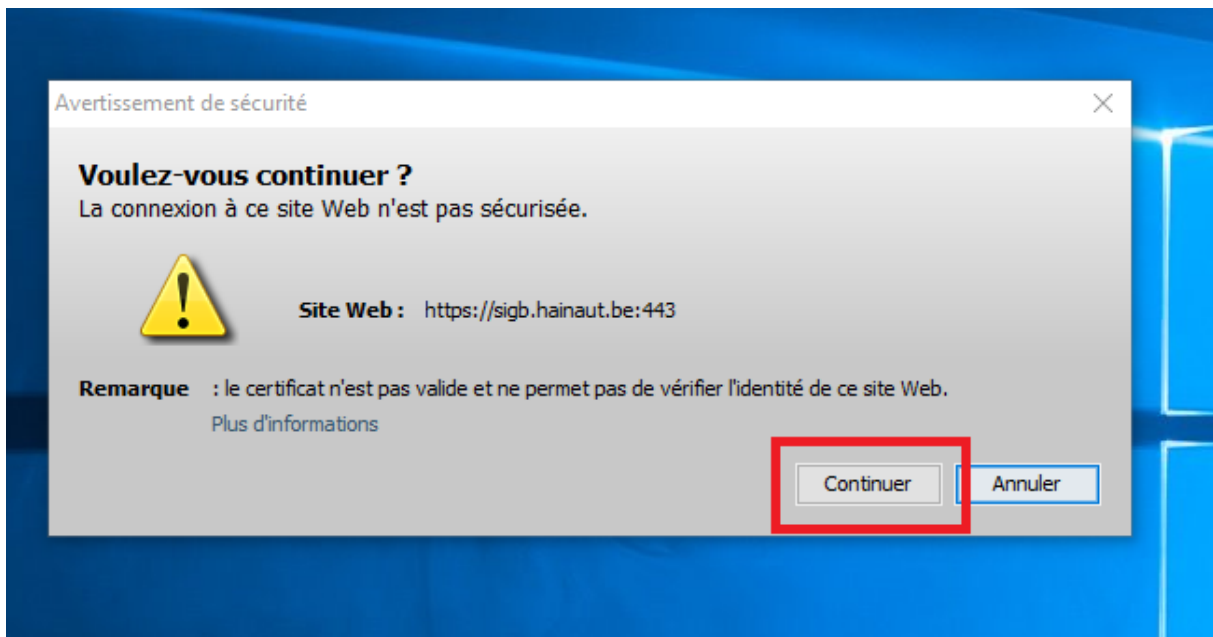 Avertissement de sécurité
Voulez-vous continuer ?
La connexion à ce site Web n'est pas sécurisée.
Site Web : https://sigb.hainaut.be:443
Remarque : le certificat n'est pas valide et ne permet pas de vérifier l'identité de ce site Web.
Plus d'informations
Continuer Annuler